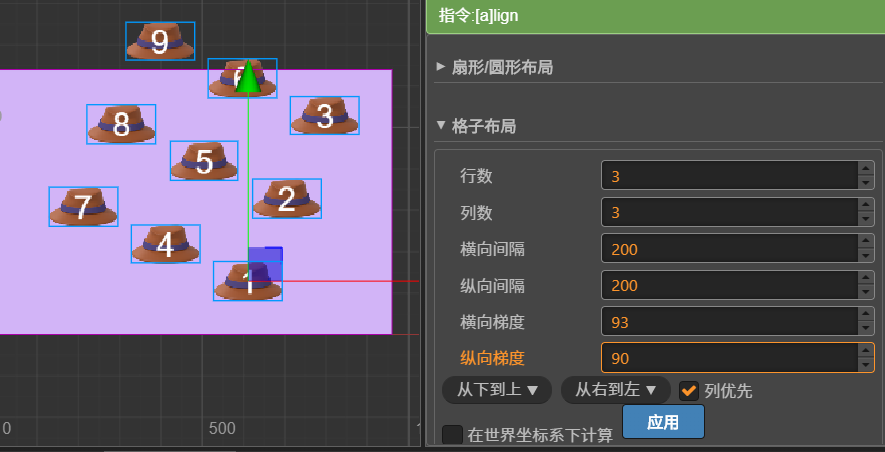 指令:[a]lign
扇形/圆形布局
格子布局
行数 3
列数 3
横向间隔 200
纵向间隔 200
横向梯度 93
纵向梯度 90
从下到上 从右到左 列优先
在世界坐标系下计算 应用
9
3
8
5
2
7
4
1
0 500